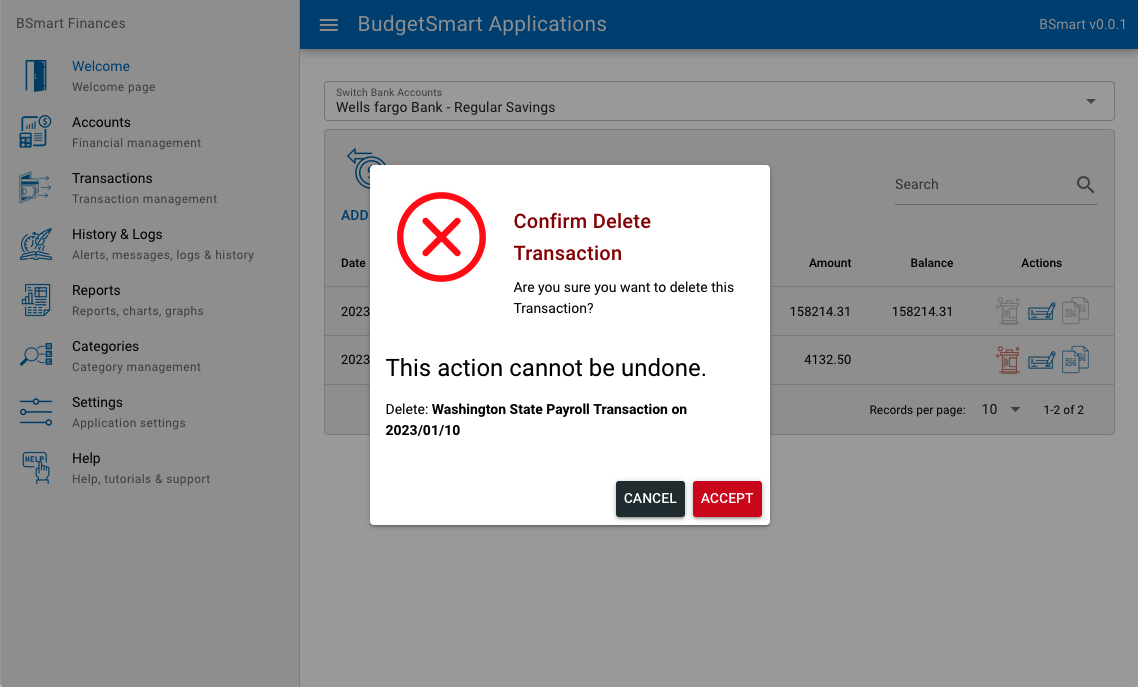 BSmart Finances
BudgetSmart Applications
BSmart v0.0.1
Welcome
Welcome page
Accounts
Financial management
Transactions
Transaction management
History & Logs
Alerts, messages, logs & history
Reports
Reports, charts, graphs
Categories
Category management
Settings
Application settings
HELP
Help
Help, tutorials & support
Switch Bank Accounts
Wells fargo Bank - Regular Savings
ADD
Search
Date
Amount
Balance
Actions
2023
158214.31
158214.31
2023
4132.50
Records per page:
10
1-2 of 2
Confirm Delete
Transaction
Are you sure you want to delete this
Transaction?
This action cannot be undone.
Delete: Washington State Payroll Transaction on
2023/01/10
CANCEL
ACCEPT